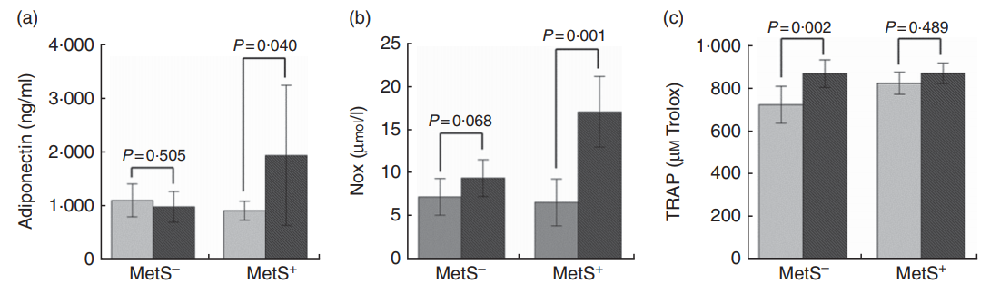 (a)
Adiponectin (ng/ml)
4·000
3·000
2·000
1·000
0
P=0·505
P=0·040
MetS–
MetS+
(b)
Nox (μmol/l)
25
20
15
10
5
0
P=0·068
P=0·001
MetS–
MetS+
(c)
TRAP (μM Trolox)
1·000
800
600
400
200
0
P=0·002
P=0·489
MetS–
MetS+